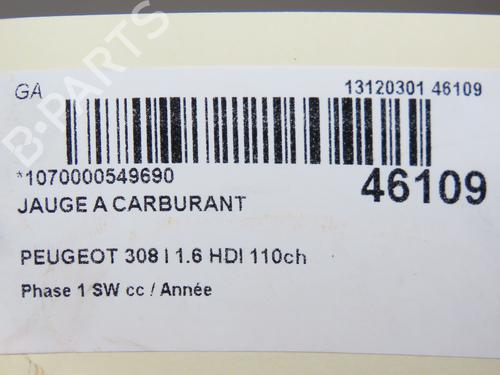 GA
13120301 46109
*1070000549690
46109
JAUGE A CARBURANT
PEUGEOT 308 I 1.6 HDI 110ch
Phase 1 SW cc / Année
B-PARTS